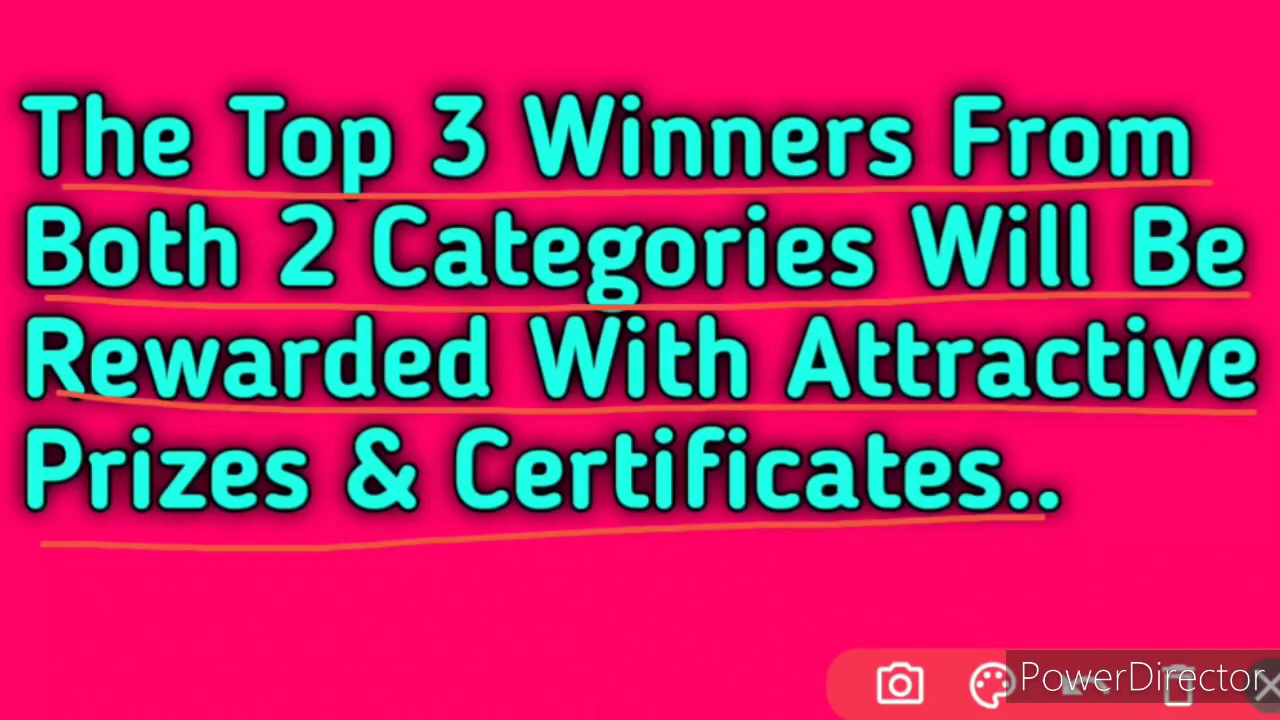 The Top 3 Winners From
Both 2 Categories Will Be
Rewarded With Attractive
Prizes & Certificates..
PowerDirector